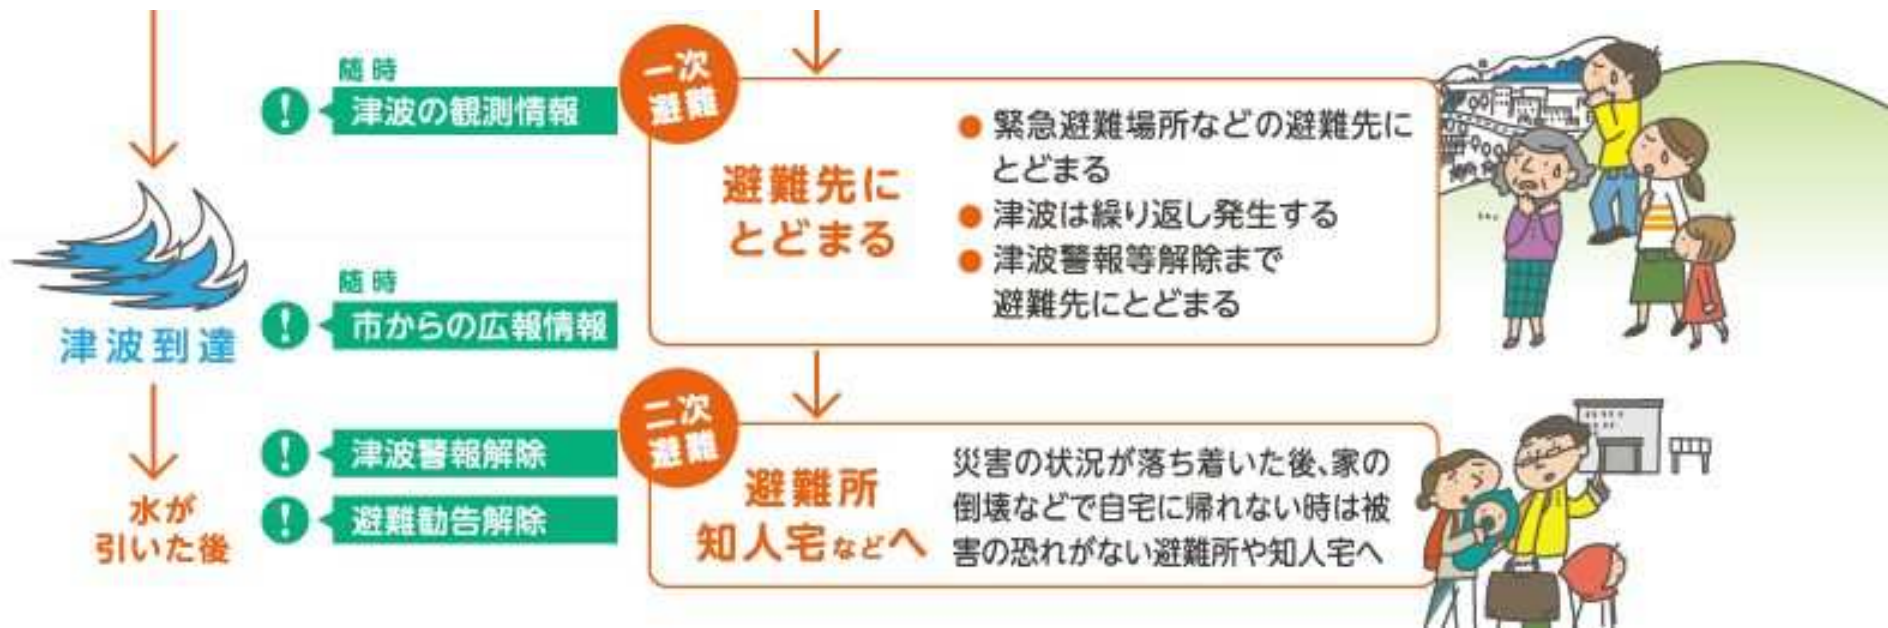 随時
! 津波の観測情報
一次
避難
避難先に
とどまる
● 緊急避難場所などの避難先に
とどまる
● 津波は繰り返し発生する
● 津波警報等解除まで
避難先にとどまる
津波到達
随時
! 市からの広報情報
水が
引いた後
! 津波警報解除
! 避難勧告解除
二次
避難
避難所
知人宅などへ
災害の状況が落ち着いた後、家の
倒壊などで自宅に帰れない時は被
害の恐れがない避難所や知人宅へ